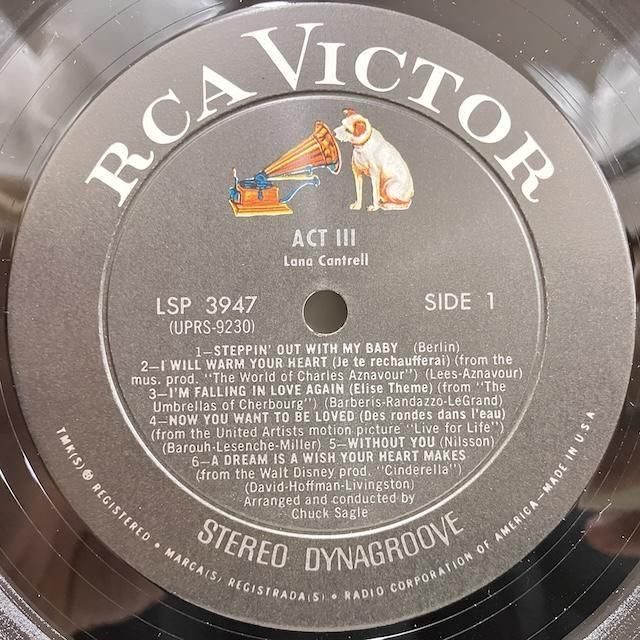 RCA VICTOR
ACT III
Lana Cantrell
LSP 3947
(UPRS-9230)
SIDE 1
1—STEPPIN' OUT WITH MY BABY (Berlin)
2—I WILL WARM YOUR HEART (Je te rechaufferai) (from the
mus. prod. "The World of Charles Aznavour") (Lees-Aznavour)
3—I'M FALLING IN LOVE AGAIN (Elise Theme) (from "The
Umbrellas of Cherbourg") (Barberis-Randazzo-LeGrand)
4—NOW YOU WANT TO BE LOVED (Des rondes dans l'eau)
(from the United Artists motion picture "Live for Life")
(Barouh-Lesenche-Miller) 5—WITHOUT YOU (Nilsson)
6—A DREAM IS A WISH YOUR HEART MAKES
(from the Walt Disney prod. "Cinderella")
(David-Hoffman-Livingston)
Arranged and conducted by
Chuck Sagle
STEREO DYNAGROOVE
TMK(S) ® REGISTERED • MARCA(S) REGISTRADA(S) • RADIO CORPORATION OF AMERICA—MADE IN U.S.A